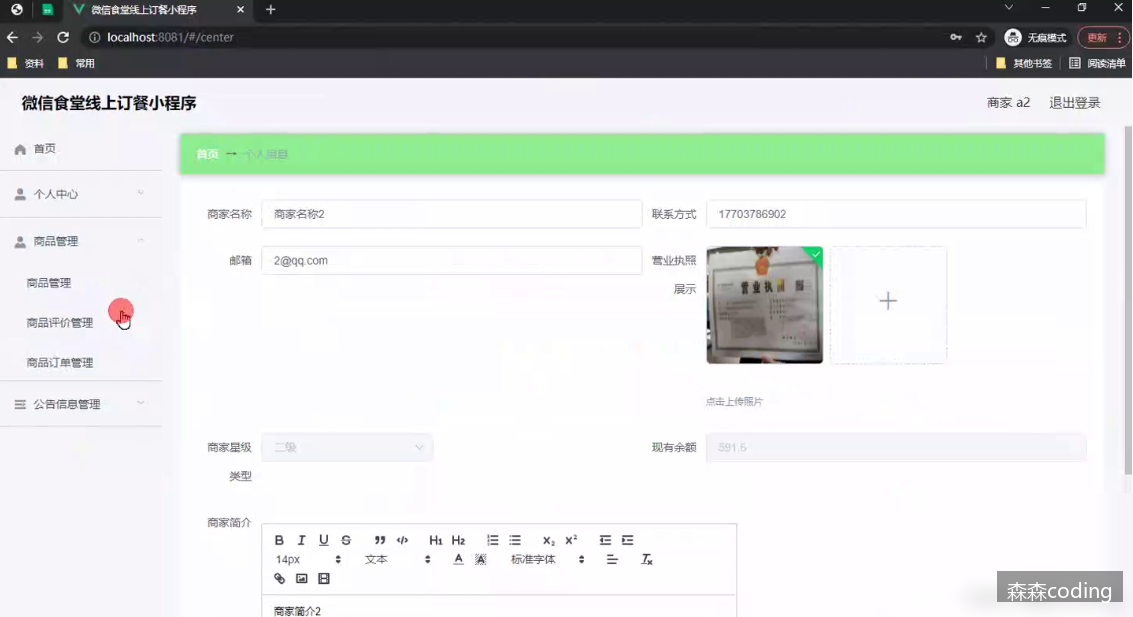 微信食堂线上订餐小程序
localhost:8081/#/center
无痕模式
更新
资料
常用
其他书签
阅读清单
微信食堂线上订餐小程序
商家 a2
退出登录
首页
个人中心
商品管理
商品管理
商品评价管理
商品订单管理
公告信息管理
首页 → 个人信息
商家名称
商家名称2
联系方式
17703786902
邮箱
2@qq.com
营业执照
展示
营业执照
点击上传照片
商家星级
类型
二级
现有余额
591.6
商家简介
B I U S H1 H2 X2 X2
14px
文本
A A
标准字体
Tx
商家简介2
森森coding